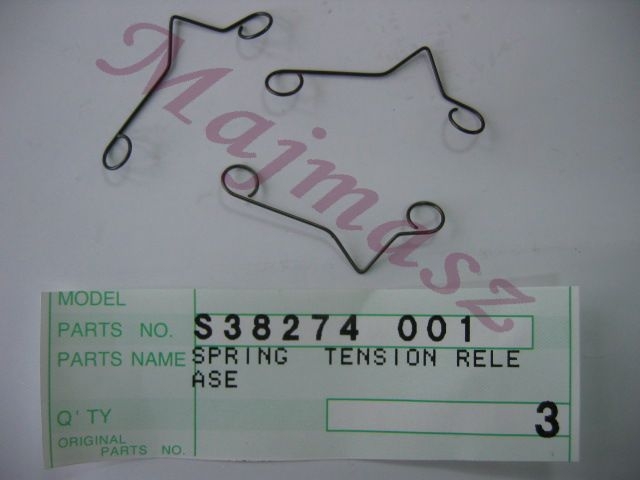 Majmasz
MODEL
PARTS NO. S38274 001
PARTS NAME SPRING TENSION RELE
ASE
Q'TY 3
ORIGINAL
PARTS NO.